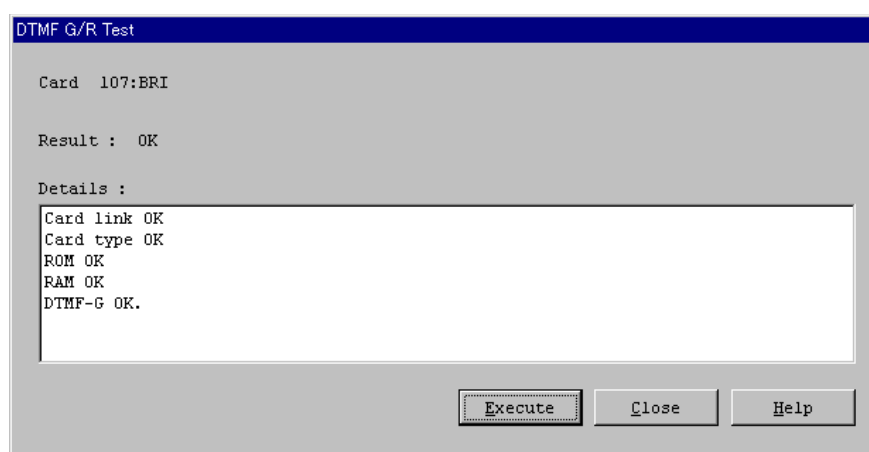 DTMF G/R Test
Card 107:BRI
Result : OK
Details :
Card link OK
Card type OK
ROM OK
RAM OK
DTMF-G OK.
Execute Close Help